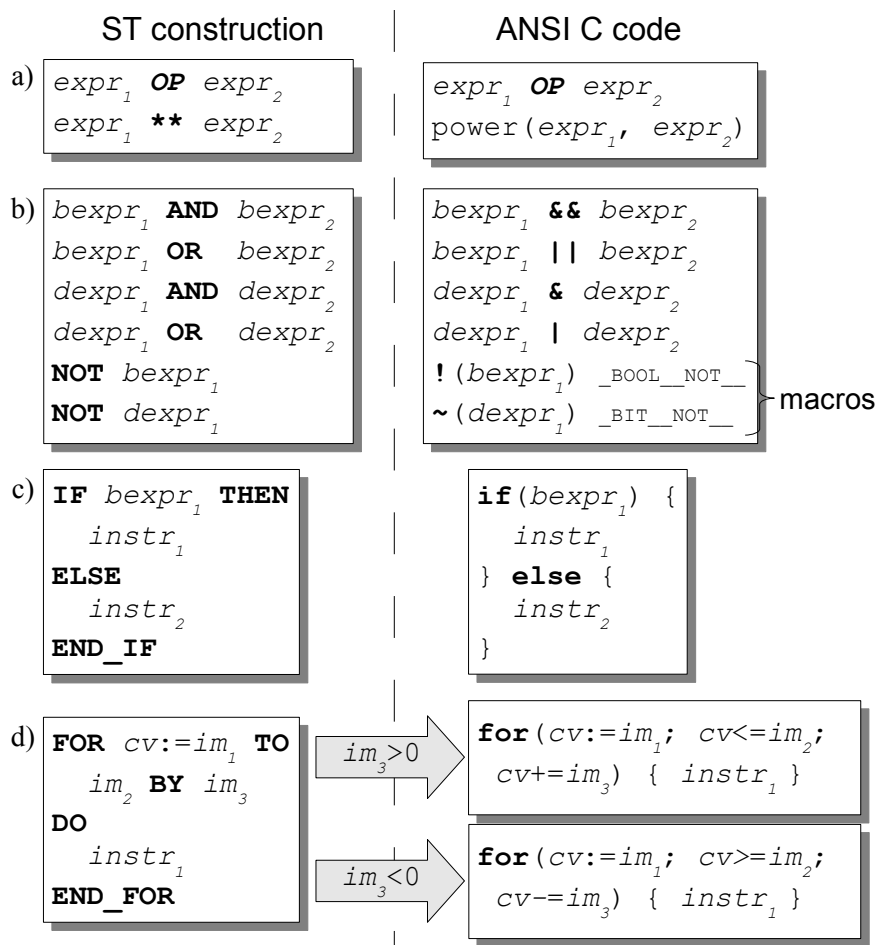 ST construction
ANSI C code
a)
expr₁ OP expr₂
expr₁ ** expr₂
expr₁ OP expr₂
power(expr₁, expr₂)
b)
bexpr₁ AND bexpr₂
bexpr₁ OR bexpr₂
dexpr₁ AND dexpr₂
dexpr₁ OR dexpr₂
NOT bexpr₁
NOT dexpr₁
bexpr₁ && bexpr₂
bexpr₁ || bexpr₂
dexpr₁ & dexpr₂
dexpr₁ | dexpr₂
!(bexpr₁) _BOOL__NOT__
~(dexpr₁) _BIT__NOT__
macros
c)
IF bexpr₁ THEN
instr₁
ELSE
instr₂
END_IF
if(bexpr₁) {
instr₁
} else {
instr₂
}
d)
FOR cv:=im₁ TO
im₂ BY im₃
DO
instr₁
END_FOR
im₃>0
for(cv:=im₁; cv<=im₂;
cv+=im₃) { instr₁ }
im₃<0
for(cv:=im₁; cv>=im₂;
cv-=im₃) { instr₁ }